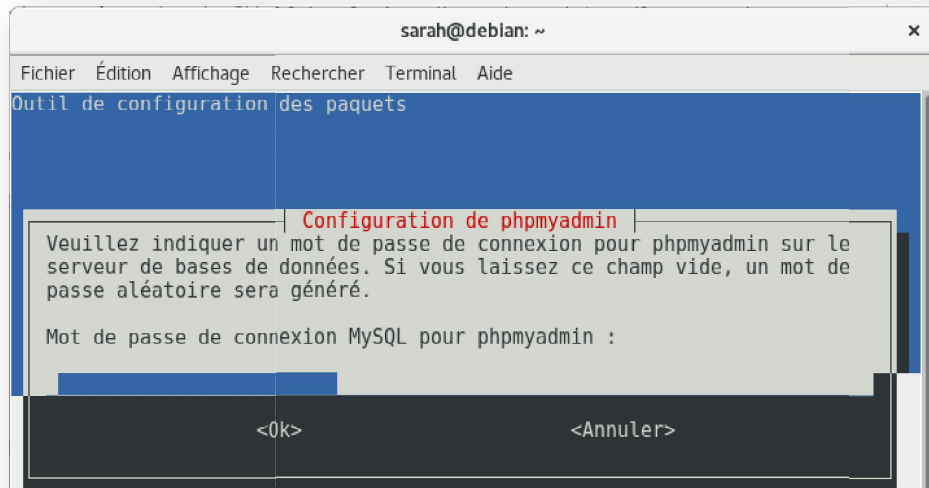 sarah@debian: ~
Fichier Édition Affichage Rechercher Terminal Aide
Outil de configuration des paquets
Configuration de phpmyadmin
Veuillez indiquer un mot de passe de connexion pour phpmyadmin sur le
serveur de bases de données. Si vous laissez ce champ vide, un mot de
passe aléatoire sera généré.
Mot de passe de connexion MySQL pour phpmyadmin :
<Ok> <Annuler>